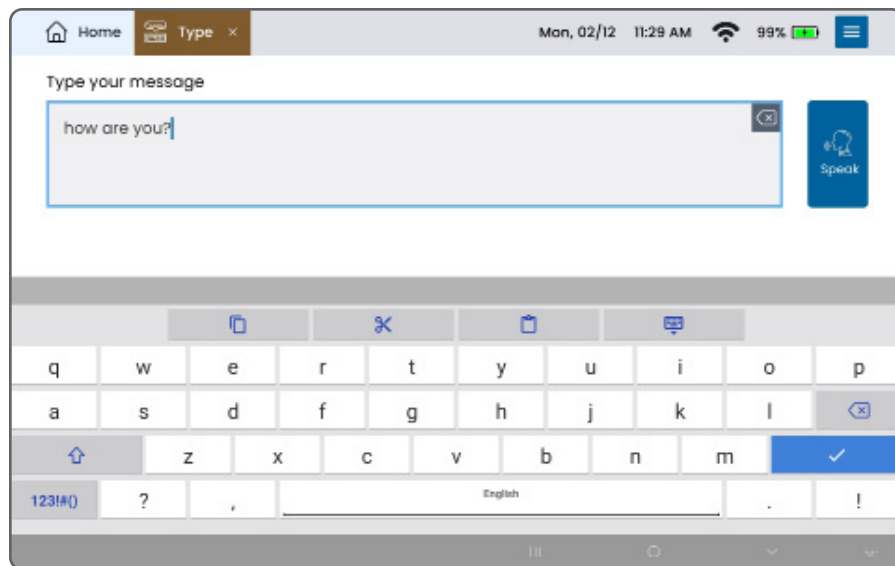 Home Type × Mon, 02/12 11:29 AM 99%
Type your message
how are you?
Speak
q w e r t y u i o p
a s d f g h j k l
z x c v b n m
123!#() ? , English . !